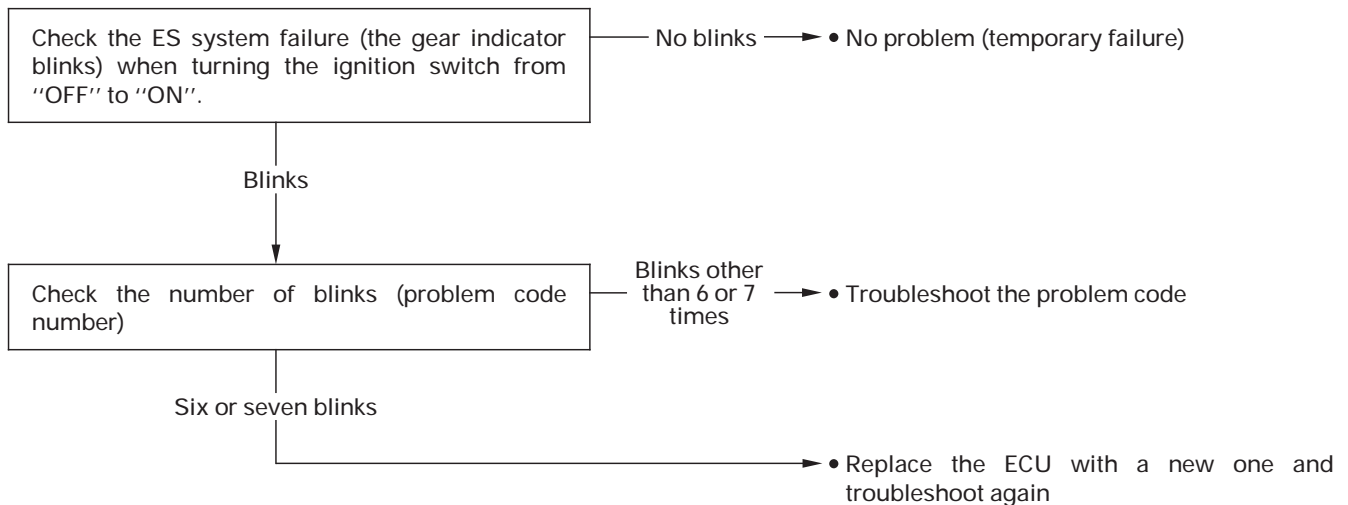 Check the ES system failure (the gear indicator
blinks) when turning the ignition switch from
‘‘OFF’’ to ‘‘ON’’.
No blinks
• No problem (temporary failure)
Blinks
Check the number of blinks (problem code
number)
Blinks other
than 6 or 7
times
• Troubleshoot the problem code
Six or seven blinks
• Replace the ECU with a new one and
troubleshoot again